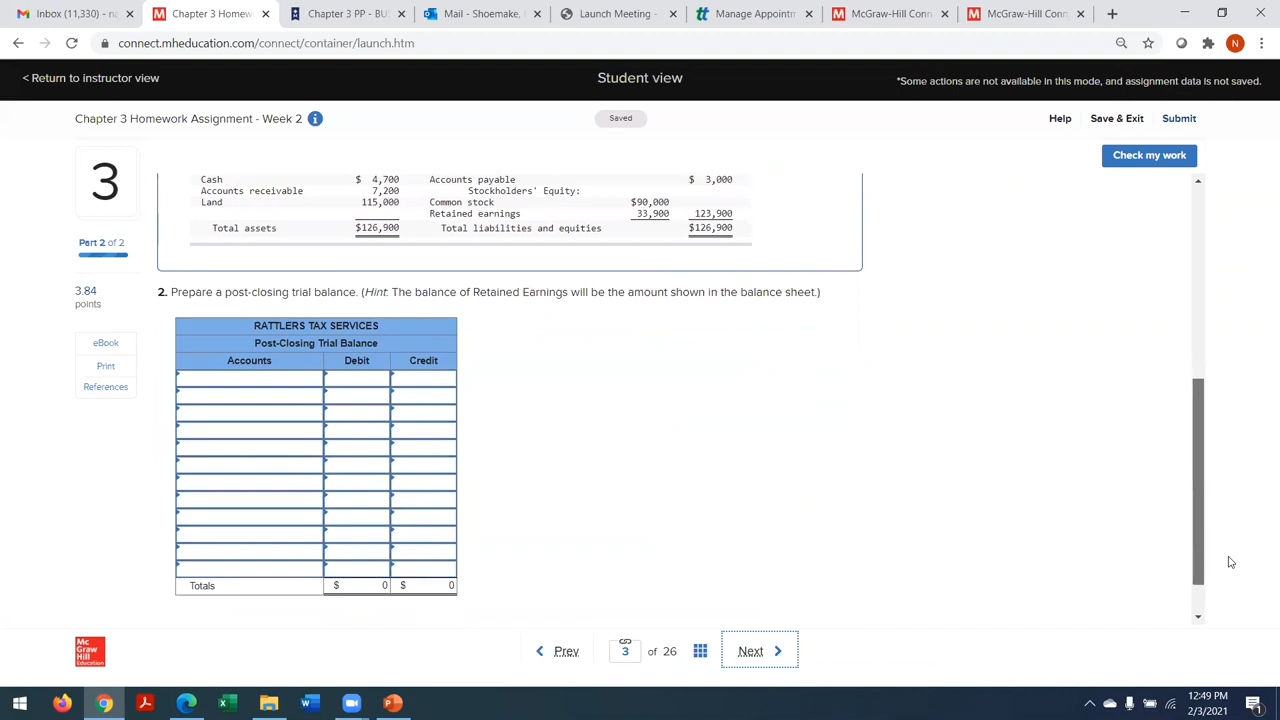 Inbox (11,330) - na
Chapter 3 Homew
Chapter 3 PP - BU
Mail - Shoemake,
Launch Meeting -
Manage Appointm
McGraw-Hill Conn
McGraw-Hill Conn
connect.mheducation.com/connect/container/launch.htm
N
< Return to instructor view
Student view
*Some actions are not available in this mode, and assignment data is not saved.
Chapter 3 Homework Assignment - Week 2
i
Saved
Help
Save & Exit
Submit
Check my work
3
Part 2 of 2
3.84
points
eBook
Print
References
Cash $ 4,700 Accounts payable $ 3,000
Accounts receivable 7,200 Stockholders' Equity:
Land 115,000 Common stock $90,000
Retained earnings 33,900 123,900
Total assets $126,900 Total liabilities and equities $126,900
2. Prepare a post-closing trial balance. (Hint: The balance of Retained Earnings will be the amount shown in the balance sheet.)
RATTLERS TAX SERVICES
Post-Closing Trial Balance
Accounts Debit Credit
Totals $ 0 $ 0
Mc
Graw
Hill
Education
Prev
3 of 26
Next
12:49 PM
2/3/2021